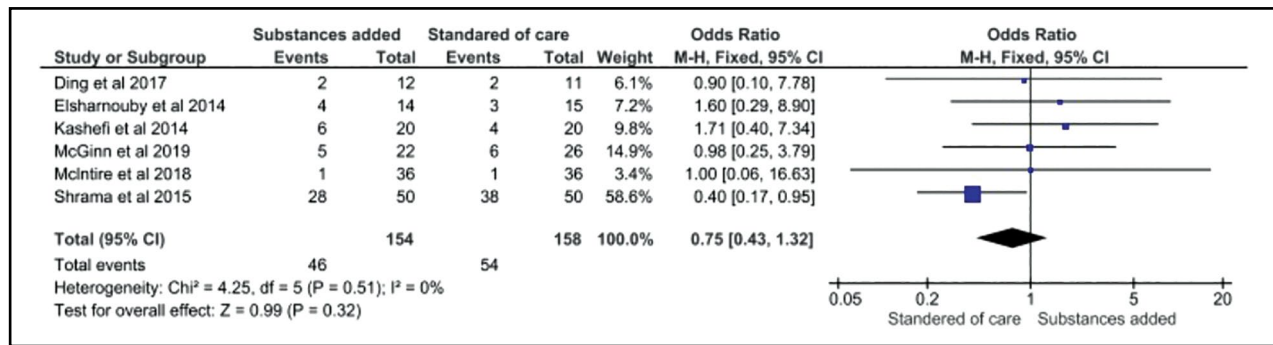 Substances added Standared of care Odds Ratio Odds Ratio
Study or Subgroup Events Total Events Total Weight M-H, Fixed, 95% CI M-H, Fixed, 95% CI
Ding et al 2017 2 12 2 11 6.1% 0.90 [0.10, 7.78]
Elsharnouby et al 2014 4 14 3 15 7.2% 1.60 [0.29, 8.90]
Kashefi et al 2014 6 20 4 20 9.8% 1.71 [0.40, 7.34]
McGinn et al 2019 5 22 6 26 14.9% 0.98 [0.25, 3.79]
McIntire et al 2018 1 36 1 36 3.4% 1.00 [0.06, 16.63]
Shrama et al 2015 28 50 38 50 58.6% 0.40 [0.17, 0.95]
Total (95% CI) 154 158 100.0% 0.75 [0.43, 1.32]
Total events 46 54
Heterogeneity: Chi² = 4.25, df = 5 (P = 0.51); I² = 0%
Test for overall effect: Z = 0.99 (P = 0.32)
0.05 0.2 1 5 20
Standered of care Substances added